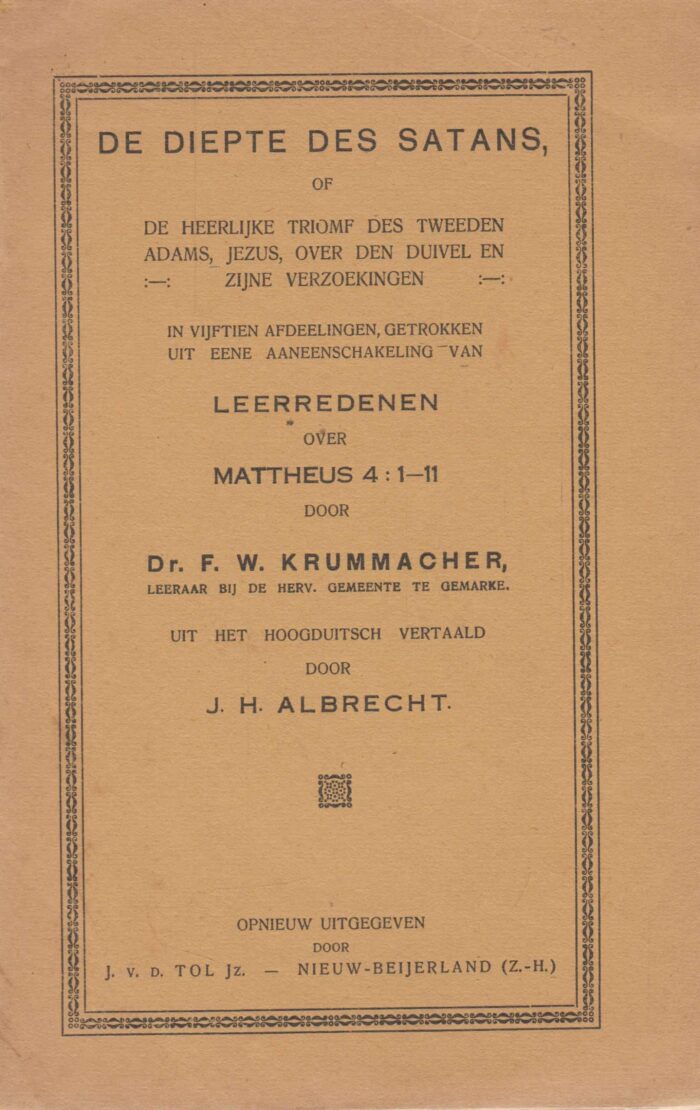 DE DIEPTE DES SATANS,
OF
DE HEERLIJKE TRIOMF DES TWEEDEN
ADAMS, JEZUS, OVER DEN DUIVEL EN
:—: ZIJNE VERZOEKINGEN :—:
IN VIJFTIEN AFDEELINGEN, GETROKKEN
UIT EENE AANEENSCHAKELING VAN
LEERREDENEN
OVER
MATTHEUS 4 : 1—11
DOOR
Dr. F. W. KRUMMACHER,
LEERAAR BIJ DE HERV. GEMEENTE TE GEMARKE.
UIT HET HOOGDUITSCH VERTAALD
DOOR
J. H. ALBRECHT.
OPNIEUW UITGEGEVEN
DOOR
J. V. D. TOL Jz. — NIEUW-BEIJERLAND (Z.-H.)